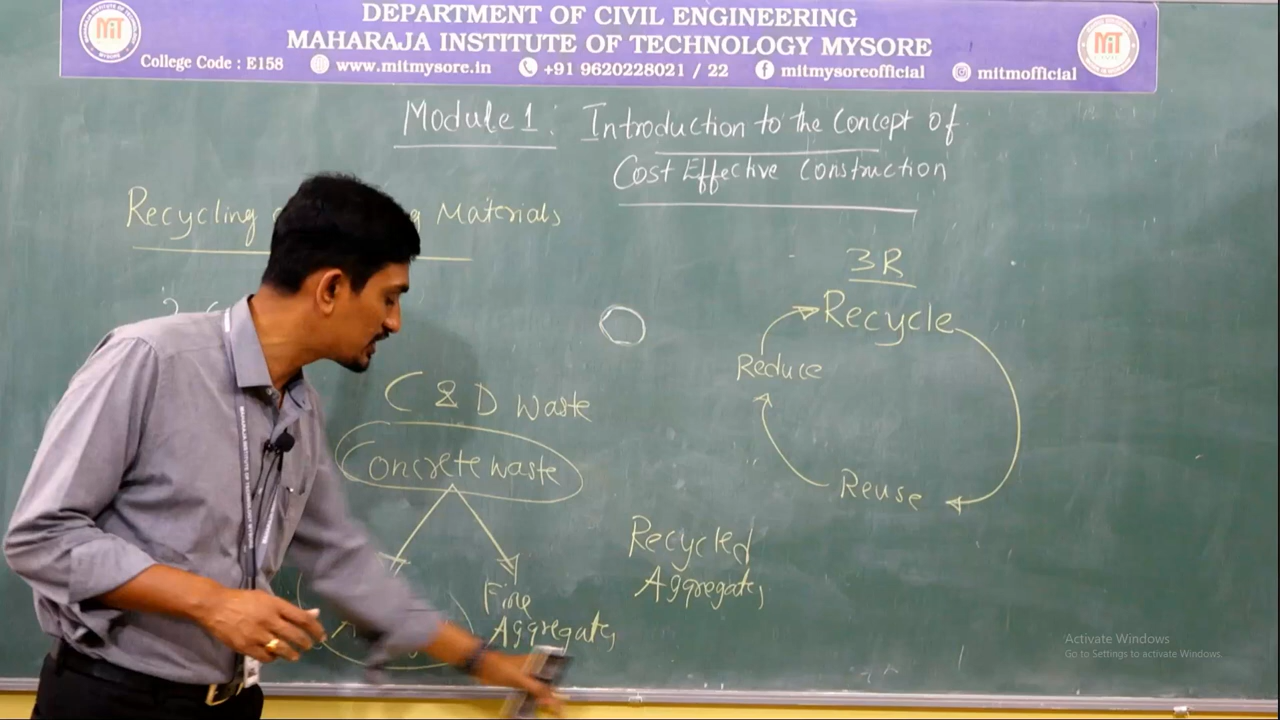 DEPARTMENT OF CIVIL ENGINEERING
MAHARAJA INSTITUTE OF TECHNOLOGY MYSORE
College Code : E158 www.mitmysore.in +91 9620228021 / 22 mitmysoreofficial mitmofficial
MIT
MIT
Module 1: Introduction to the Concept of
Cost Effective Construction
Recycling Materials
3R
Recycle
Reduce
Reuse
C & D Waste
Concrete waste
Fine
Aggregates
Recycled
Aggregates
Activate Windows
Go to Settings to activate Windows.